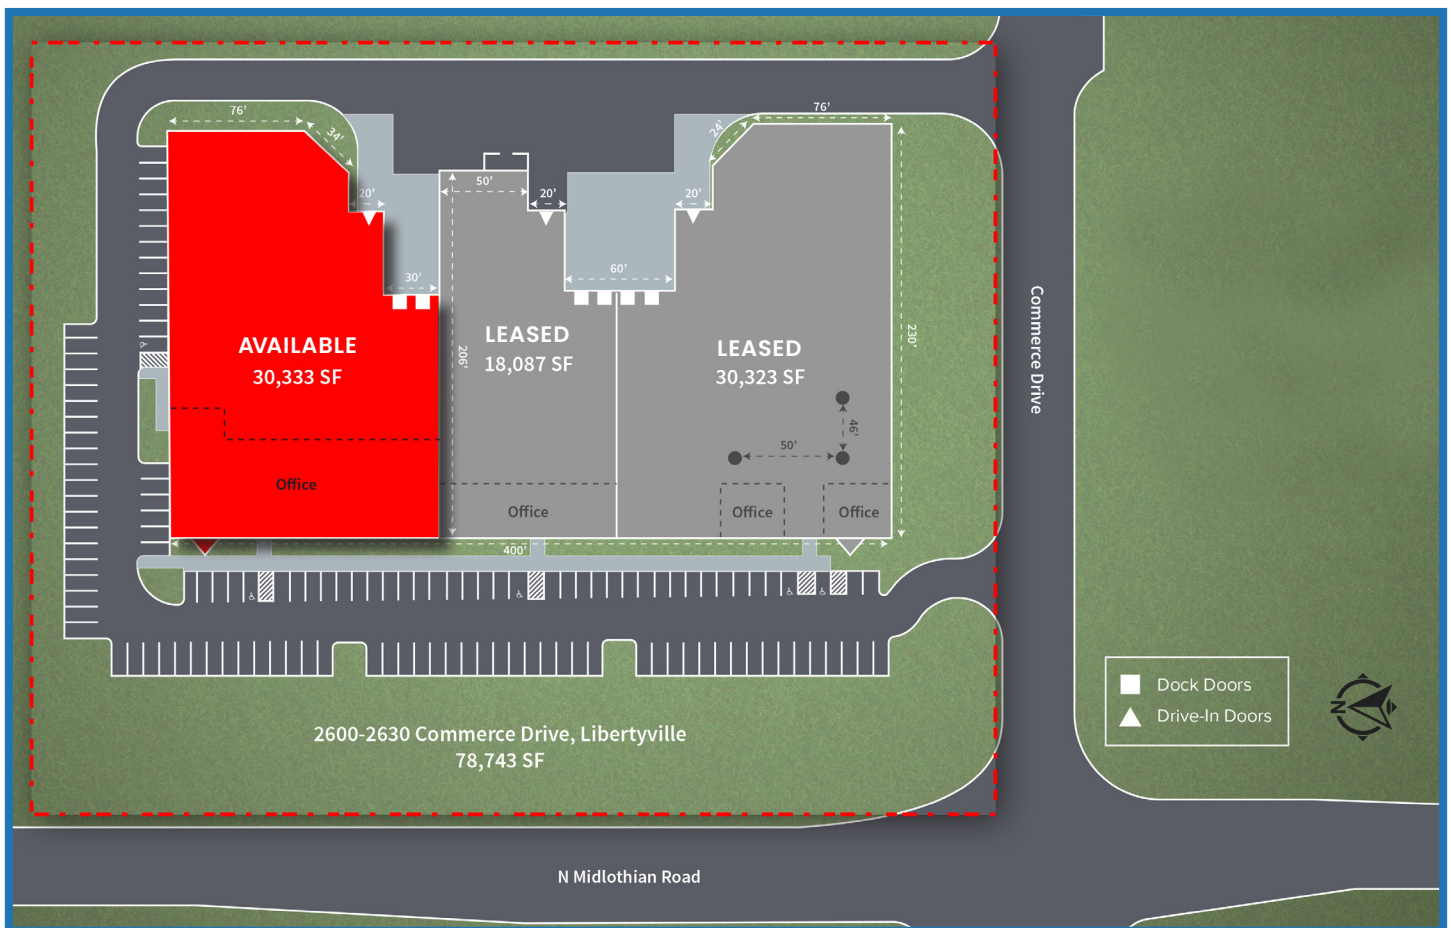 76'
34'
20'
30'
50'
20'
60'
20'
24'
76'
206'
230'
AVAILABLE
30,333 SF
LEASED
18,087 SF
LEASED
30,323 SF
46'
50'
Office
Office
Office
Office
400'
Commerce Drive
2600-2630 Commerce Drive, Libertyville
78,743 SF
Dock Doors
Drive-In Doors
N
N Midlothian Road